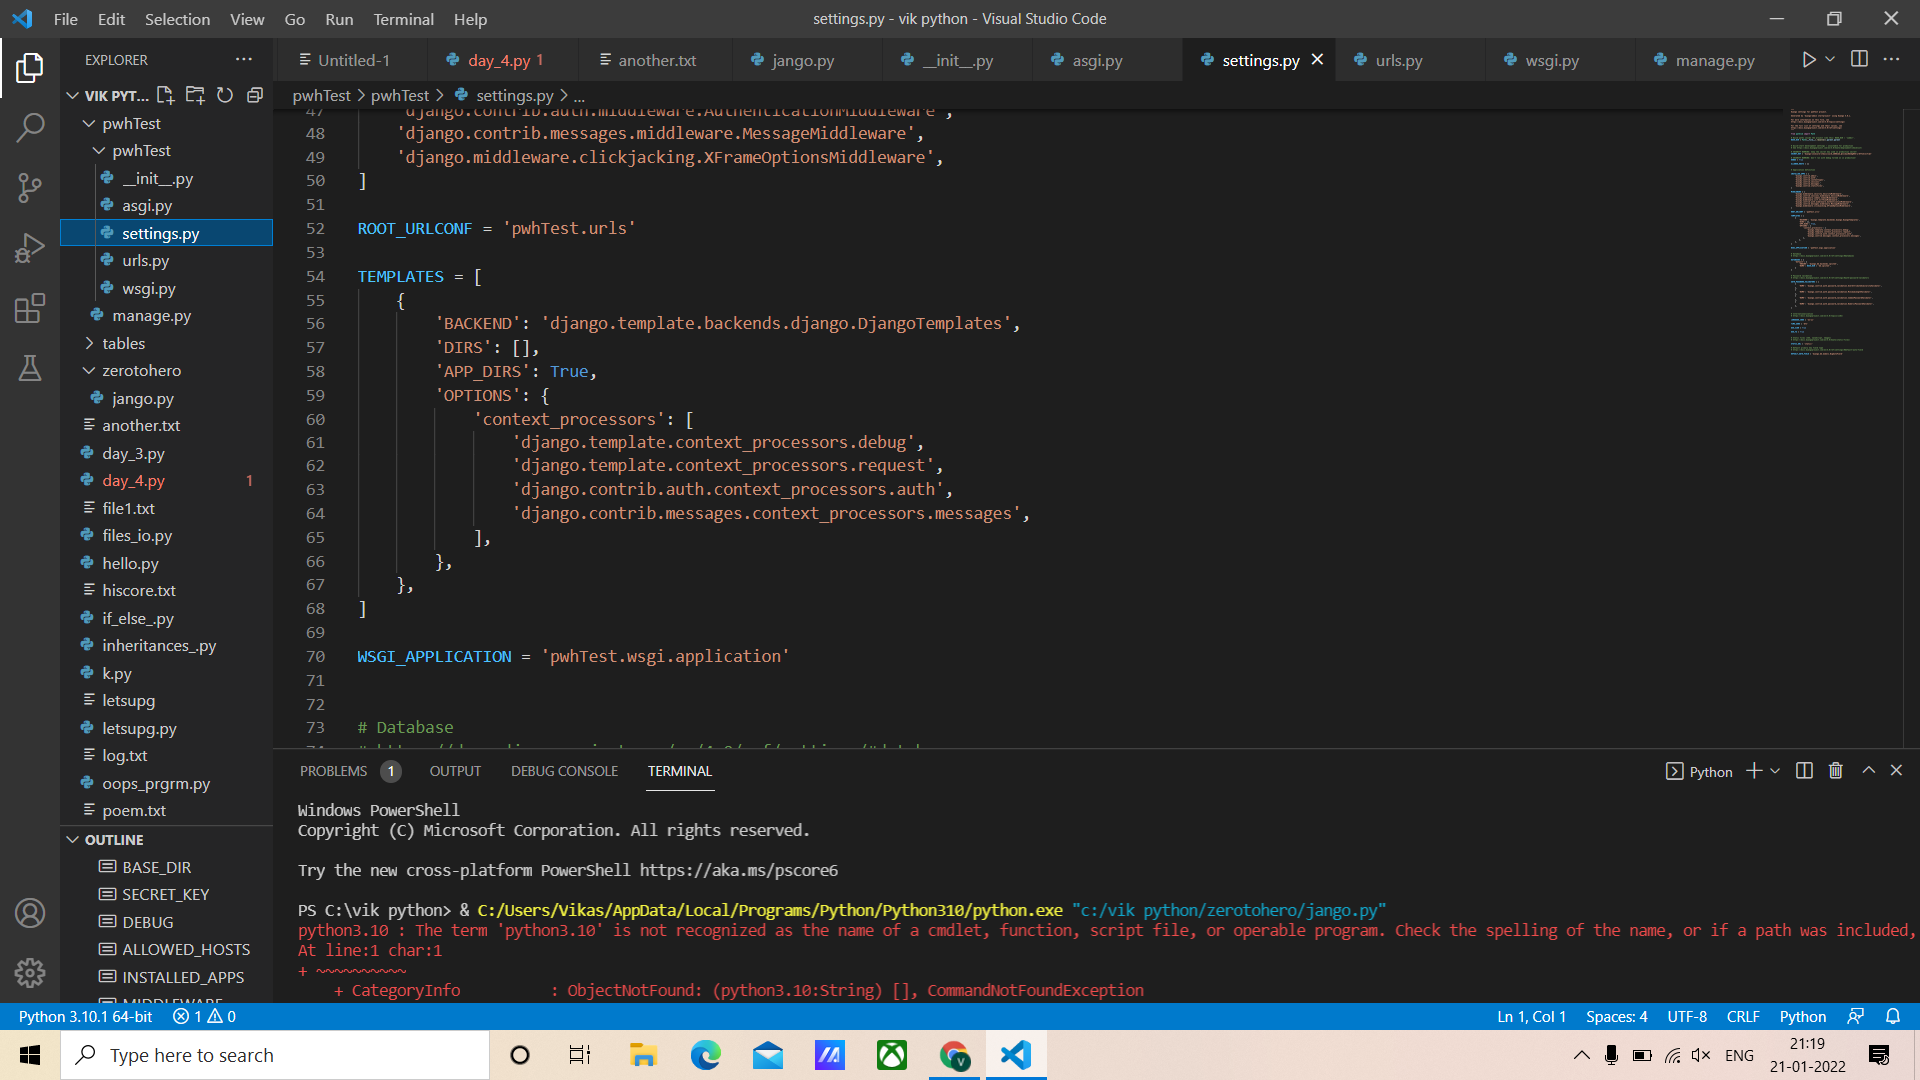 File Edit Selection View Go Run Terminal Help
settings.py - vik python - Visual Studio Code
EXPLORER
Untitled-1
day_4.py 1
another.txt
jango.py
__init__.py
asgi.py
settings.py
urls.py
wsgi.py
manage.py
VIK PYT...
pwhTest > pwhTest > settings.py > ...
pwhTest
pwhTest
__init__.py
asgi.py
settings.py
urls.py
wsgi.py
manage.py
tables
zerotohero
jango.py
another.txt
day_3.py
day_4.py 1
file1.txt
files_io.py
hello.py
hiscore.txt
if_else_.py
inheritances_.py
k.py
letsupg
letsupg.py
log.txt
oops_prgrm.py
poem.txt
OUTLINE
BASE_DIR
SECRET_KEY
DEBUG
ALLOWED_HOSTS
INSTALLED_APPS
MIDDLEWARE
47 'django.contrib.auth.middleware.AuthenticationMiddleware',
48 'django.contrib.messages.middleware.MessageMiddleware',
49 'django.middleware.clickjacking.XFrameOptionsMiddleware',
50 ]
51
52 ROOT_URLCONF = 'pwhTest.urls'
53
54 TEMPLATES = [
55 {
56 'BACKEND': 'django.template.backends.django.DjangoTemplates',
57 'DIRS': [],
58 'APP_DIRS': True,
59 'OPTIONS': {
60 'context_processors': [
61 'django.template.context_processors.debug',
62 'django.template.context_processors.request',
63 'django.contrib.auth.context_processors.auth',
64 'django.contrib.messages.context_processors.messages',
65 ],
66 },
67 },
68 ]
69
70 WSGI_APPLICATION = 'pwhTest.wsgi.application'
71
72
73 # Database
PROBLEMS 1 OUTPUT DEBUG CONSOLE TERMINAL
Python
Windows PowerShell
Copyright (C) Microsoft Corporation. All rights reserved.
Try the new cross-platform PowerShell https://aka.ms/pscore6
PS C:\vik python> & C:/Users/Vikas/AppData/Local/Programs/Python/Python310/python.exe "c:/vik python/zerotohero/jango.py"
python3.10 : The term 'python3.10' is not recognized as the name of a cmdlet, function, script file, or operable program. Check the spelling of the name, or if a path was included,
At line:1 char:1
+ ~~~~~~~~~~
+ CategoryInfo : ObjectNotFound: (python3.10:String) [], CommandNotFoundException
Python 3.10.1 64-bit 1 0
Ln 1, Col 1 Spaces: 4 UTF-8 CRLF Python
Type here to search
ENG
21:19
21-01-2022